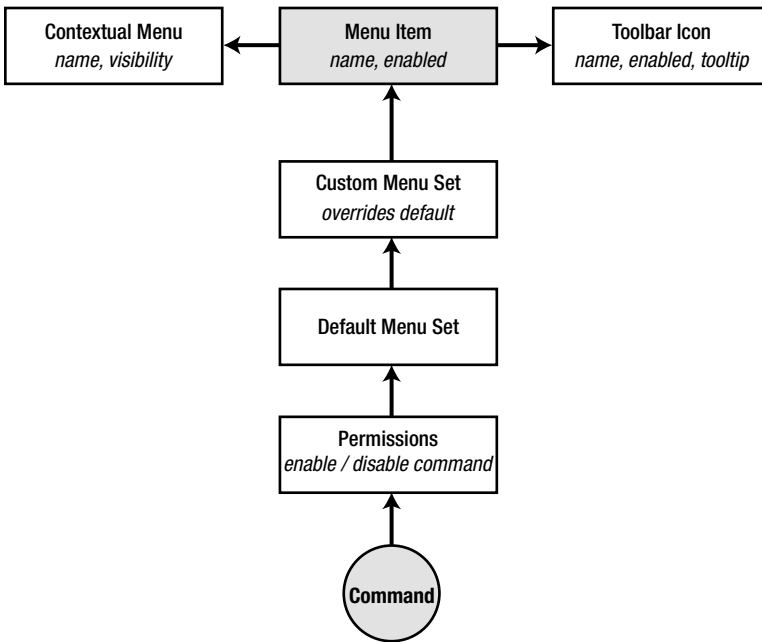 Contextual Menu
name, visibility
Menu Item
name, enabled
Toolbar Icon
name, enabled, tooltip
Custom Menu Set
overrides default
Default Menu Set
Permissions
enable / disable command
Command